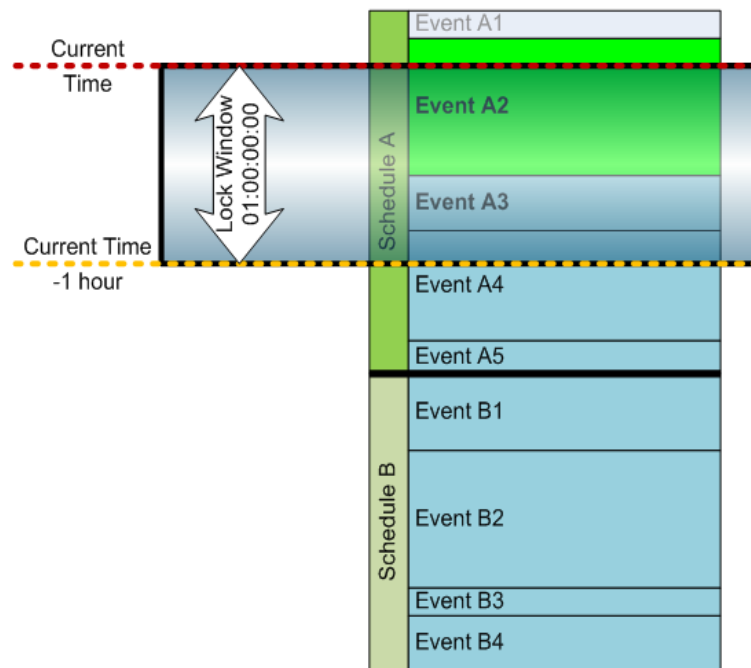 Event A1
Current
Time
Event A2
Lock Window
01:00:00:00
Schedule A
Event A3
Current Time
-1 hour
Event A4
Event A5
Event B1
Schedule B
Event B2
Event B3
Event B4